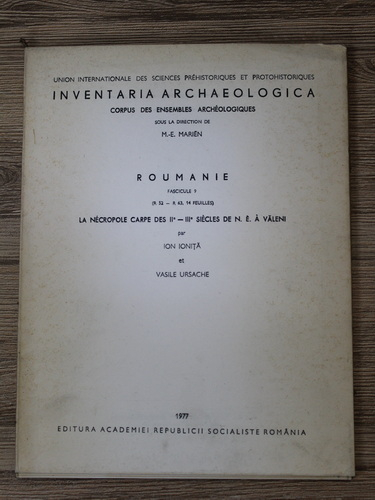 UNION INTERNATIONALE DES SCIENCES PRÉHISTORIQUES ET PROTOHISTORIQUES
INVENTARIA ARCHAEOLOGICA
CORPUS DES ENSEMBLES ARCHÉOLOGIQUES
SOUS LA DIRECTION DE
M.-E. MARIËN
ROUMANIE
FASCICULE 9
(R 52 — R 63, 14 FEUILLES)
LA NÉCROPOLE CARPE DES IIe — IIIe SIÈCLES DE N. È. À VĂLENI
par
ION IONIȚĂ
et
VASILE URSACHE
1977
EDITURA ACADEMIEI REPUBLICII SOCIALISTE ROMÂNIA